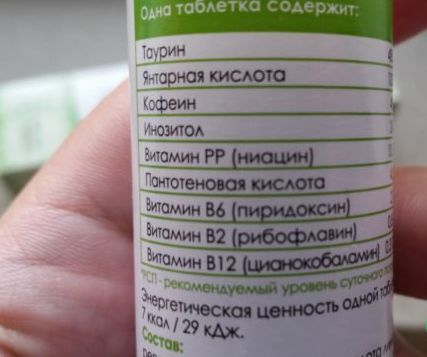 Одна таблетка содержит:
Таурин
Янтарная кислота
Кофеин
Инозитол
Витамин PP (ниацин)
Пантотеновая кислота
Витамин B6 (пиридоксин)
Витамин B2 (рибофлавин)
Витамин B12 (цианокобаламин)
*РСП - рекомендуемый уровень суточного
Энергетическая ценность одной
7 ккал / 29 кДж.
Состав: